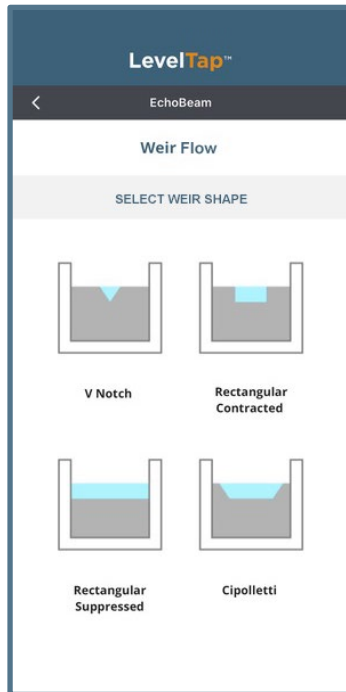 LevelTap™
EchoBeam
Weir Flow
SELECT WEIR SHAPE
V Notch
Rectangular
Contracted
Rectangular
Suppressed
Cipolletti